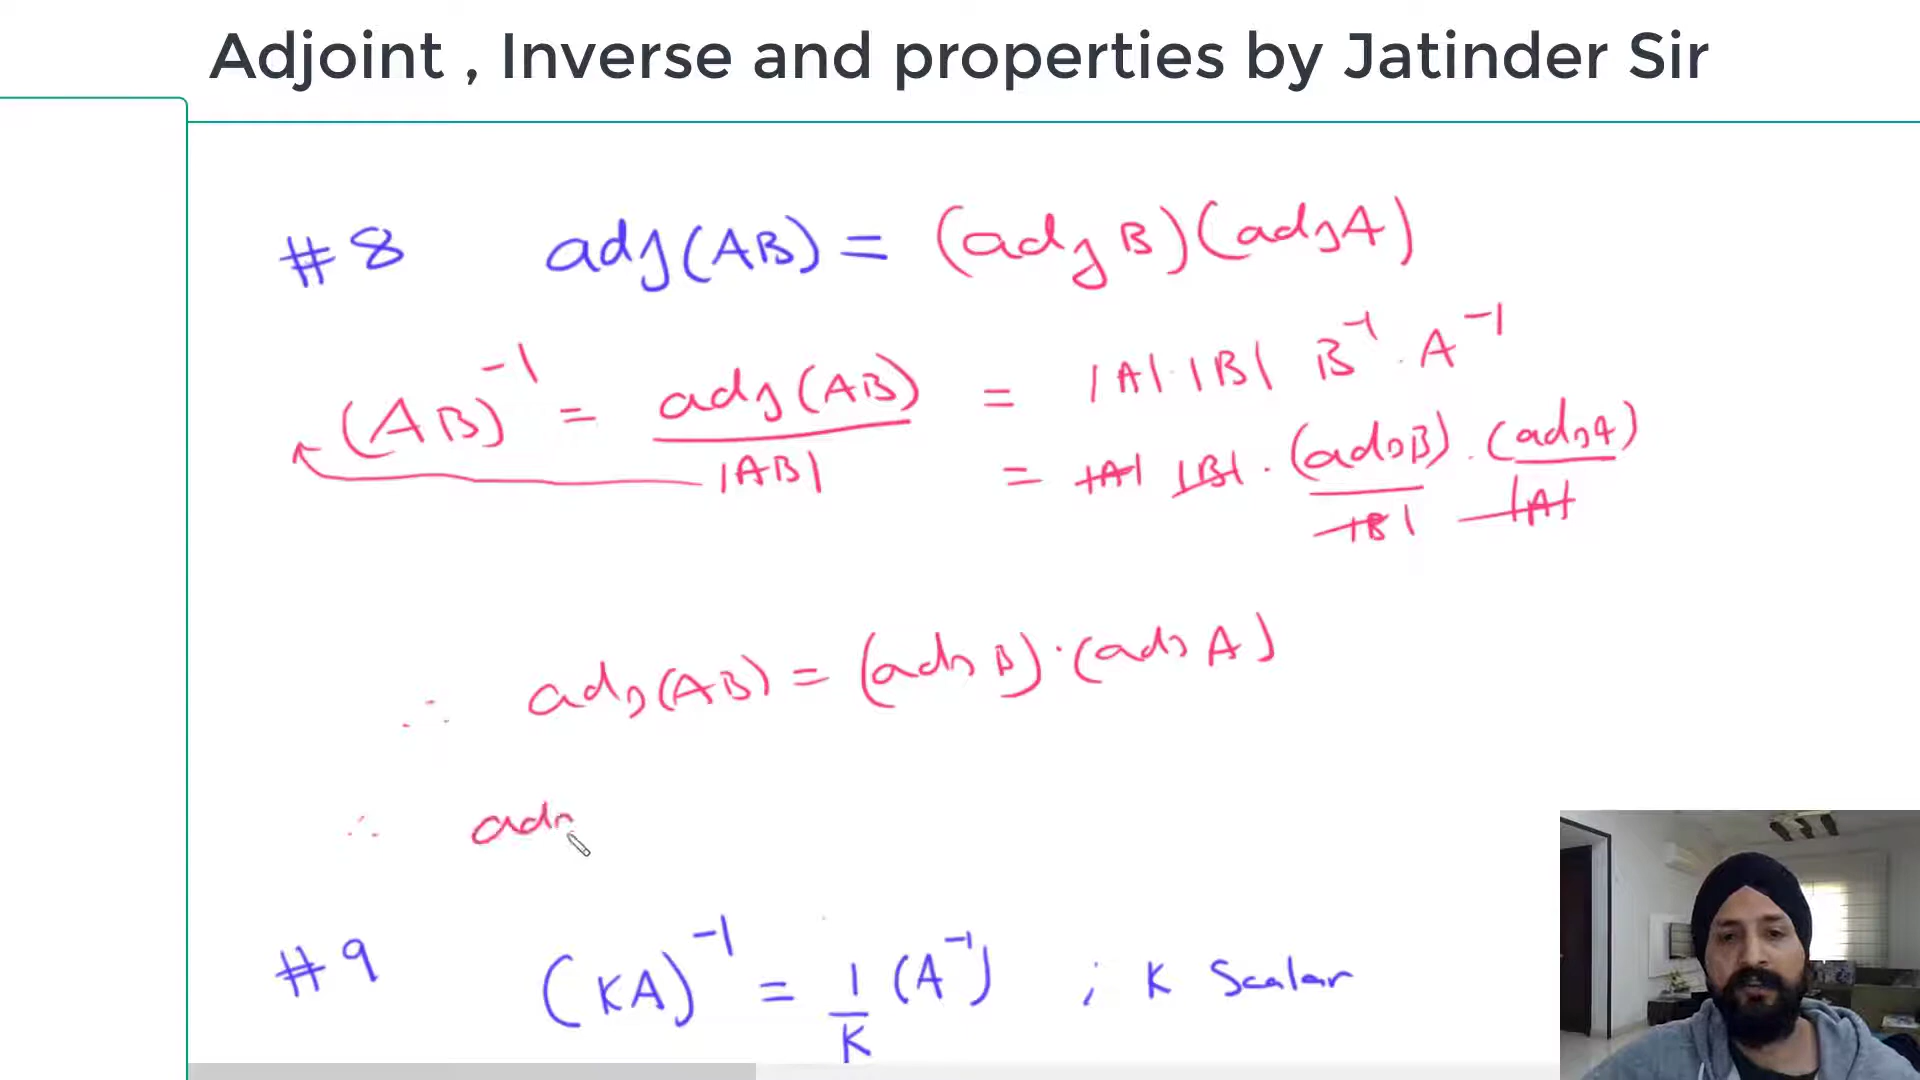 Adjoint , Inverse and properties by Jatinder Sir
#8 adj(AB) = (adj B)(adj A)
(AB)⁻¹ = adj(AB) / |AB| = |A|·|B| B⁻¹·A⁻¹
= |A| |B| · (adj B) / |B| · (adj A) / |A|
∴ adj(AB) = (adj B)·(adj A)
∴ adj
#9 (KA)⁻¹ = 1/K (A⁻¹) ; K Scalar